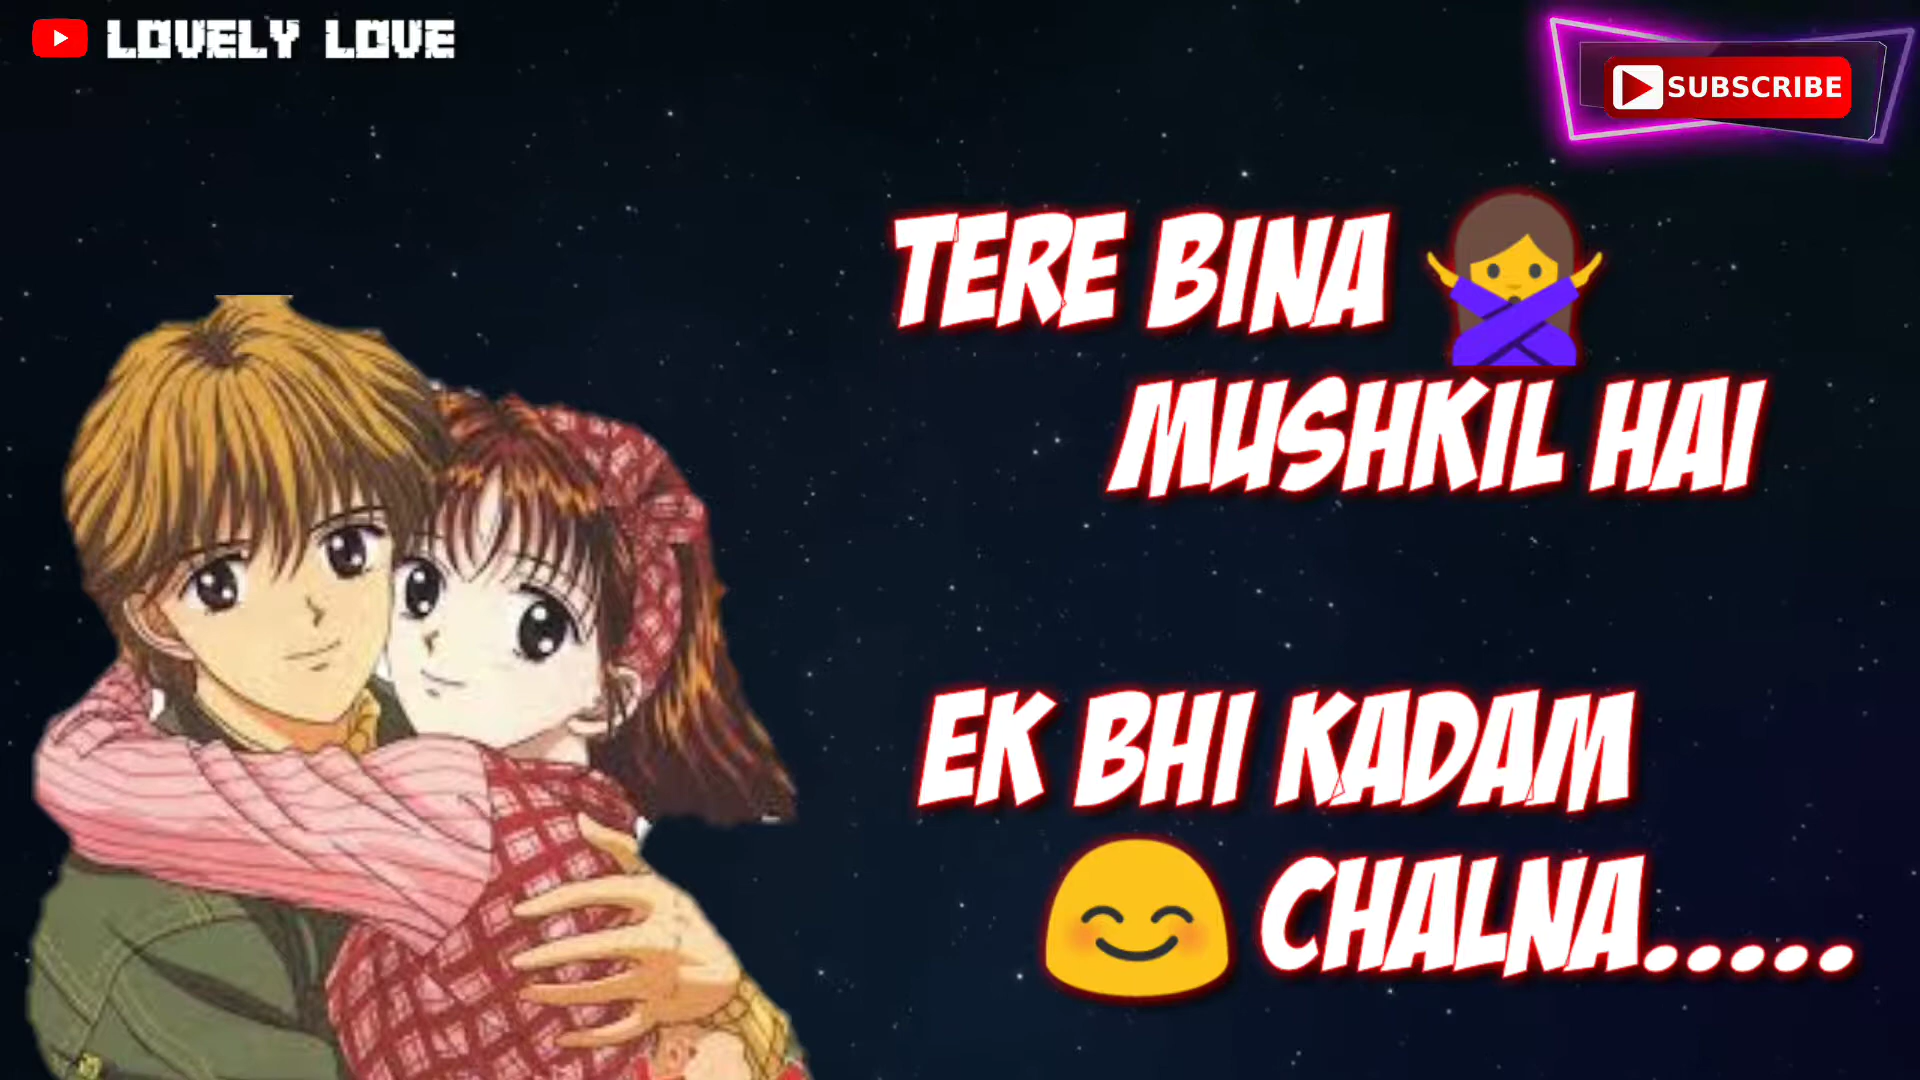 LOVELY LOVE
SUBSCRIBE
TERE BINA 🙅‍♀️
MUSHKIL HAI
EK BHI KADAM
😊 CHALNA.....